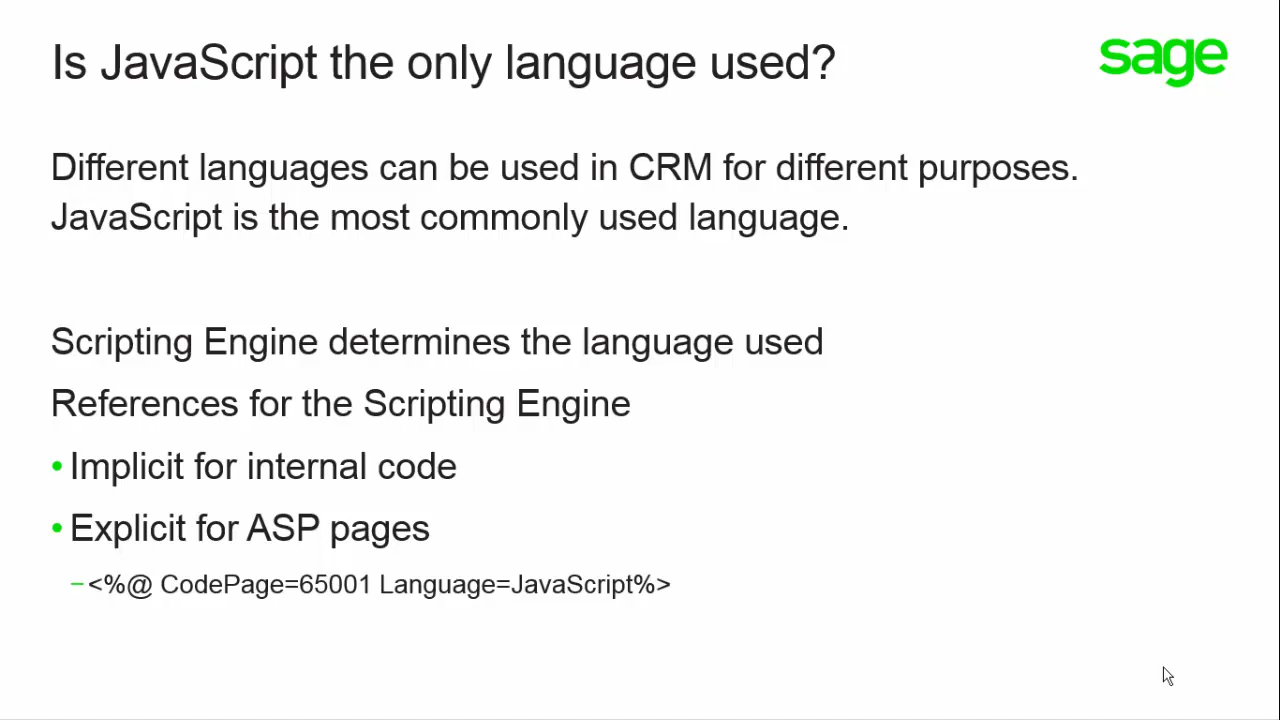 Is JavaScript the only language used?
sage
Different languages can be used in CRM for different purposes.
JavaScript is the most commonly used language.
Scripting Engine determines the language used
References for the Scripting Engine
• Implicit for internal code
• Explicit for ASP pages
–<%@ CodePage=65001 Language=JavaScript%>